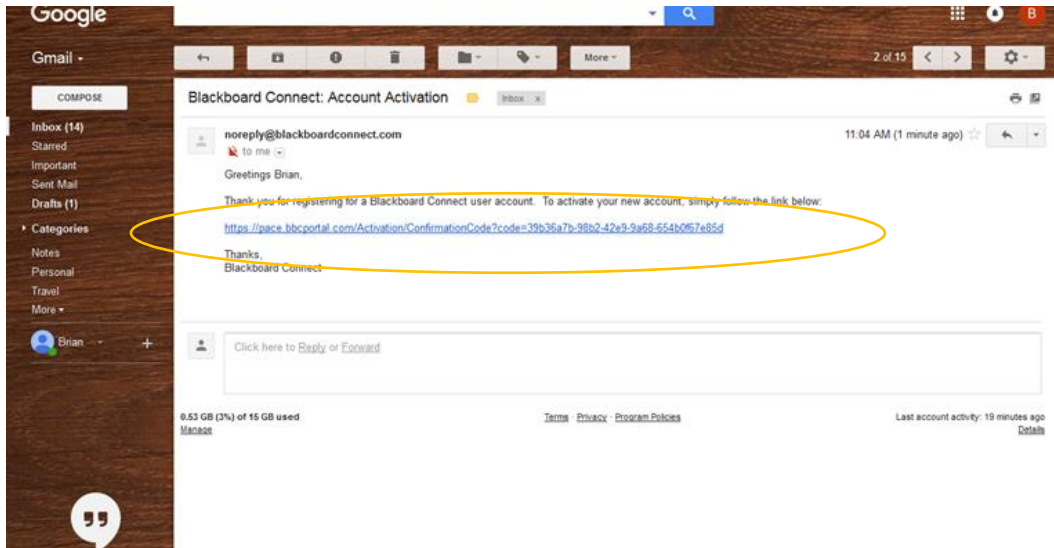 Google
B
Gmail
More
2 of 15
COMPOSE
Blackboard Connect: Account Activation
Inbox x
Inbox (14)
Starred
Important
Sent Mail
Drafts (1)
Categories
Notes
Personal
Travel
More
Brian
+
noreply@blackboardconnect.com
11:04 AM (1 minute ago)
to me
Greetings Brian,
Thank you for registering for a Blackboard Connect user account. To activate your new account, simply follow the link below:
https://pace.bbcportal.com/Activation/ConfirmationCode?code=39b36a7b-98b2-42e9-9a68-654b0f67e85d
Thanks,
Blackboard Connect
Click here to Reply or Forward
0.53 GB (3%) of 15 GB used
Manage
Terms - Privacy - Program Policies
Last account activity: 19 minutes ago
Details